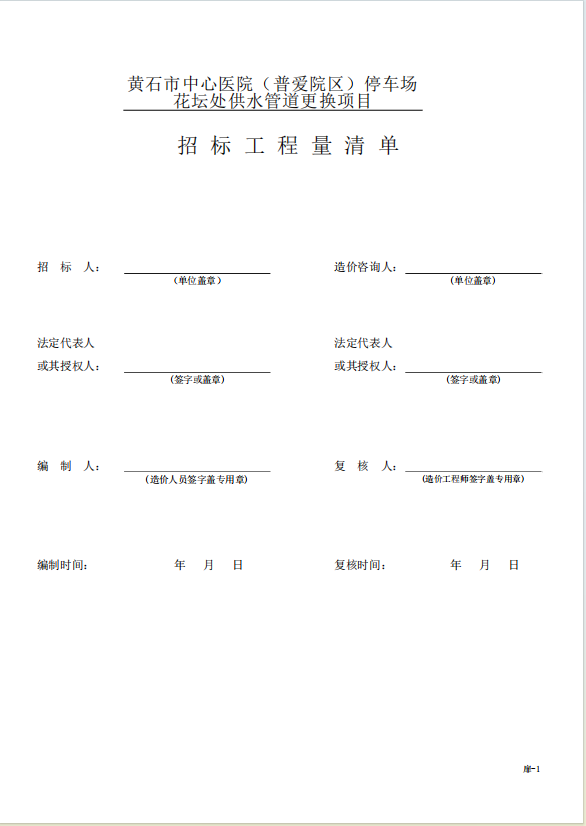 黄石市中心医院（普爱院区）停车场
花坛处供水管道更换项目
招标工程量清单
招标人： 造价咨询人：
（单位盖章） (单位盖章)
法定代表人 法定代表人
或其授权人： 或其授权人：
(签字或盖章) (签字或盖章)
编制人： 复核人：
(造价人员签字盖专用章) (造价工程师签字盖专用章)
编制时间： 年 月 日 复核时间： 年 月 日
扉-1